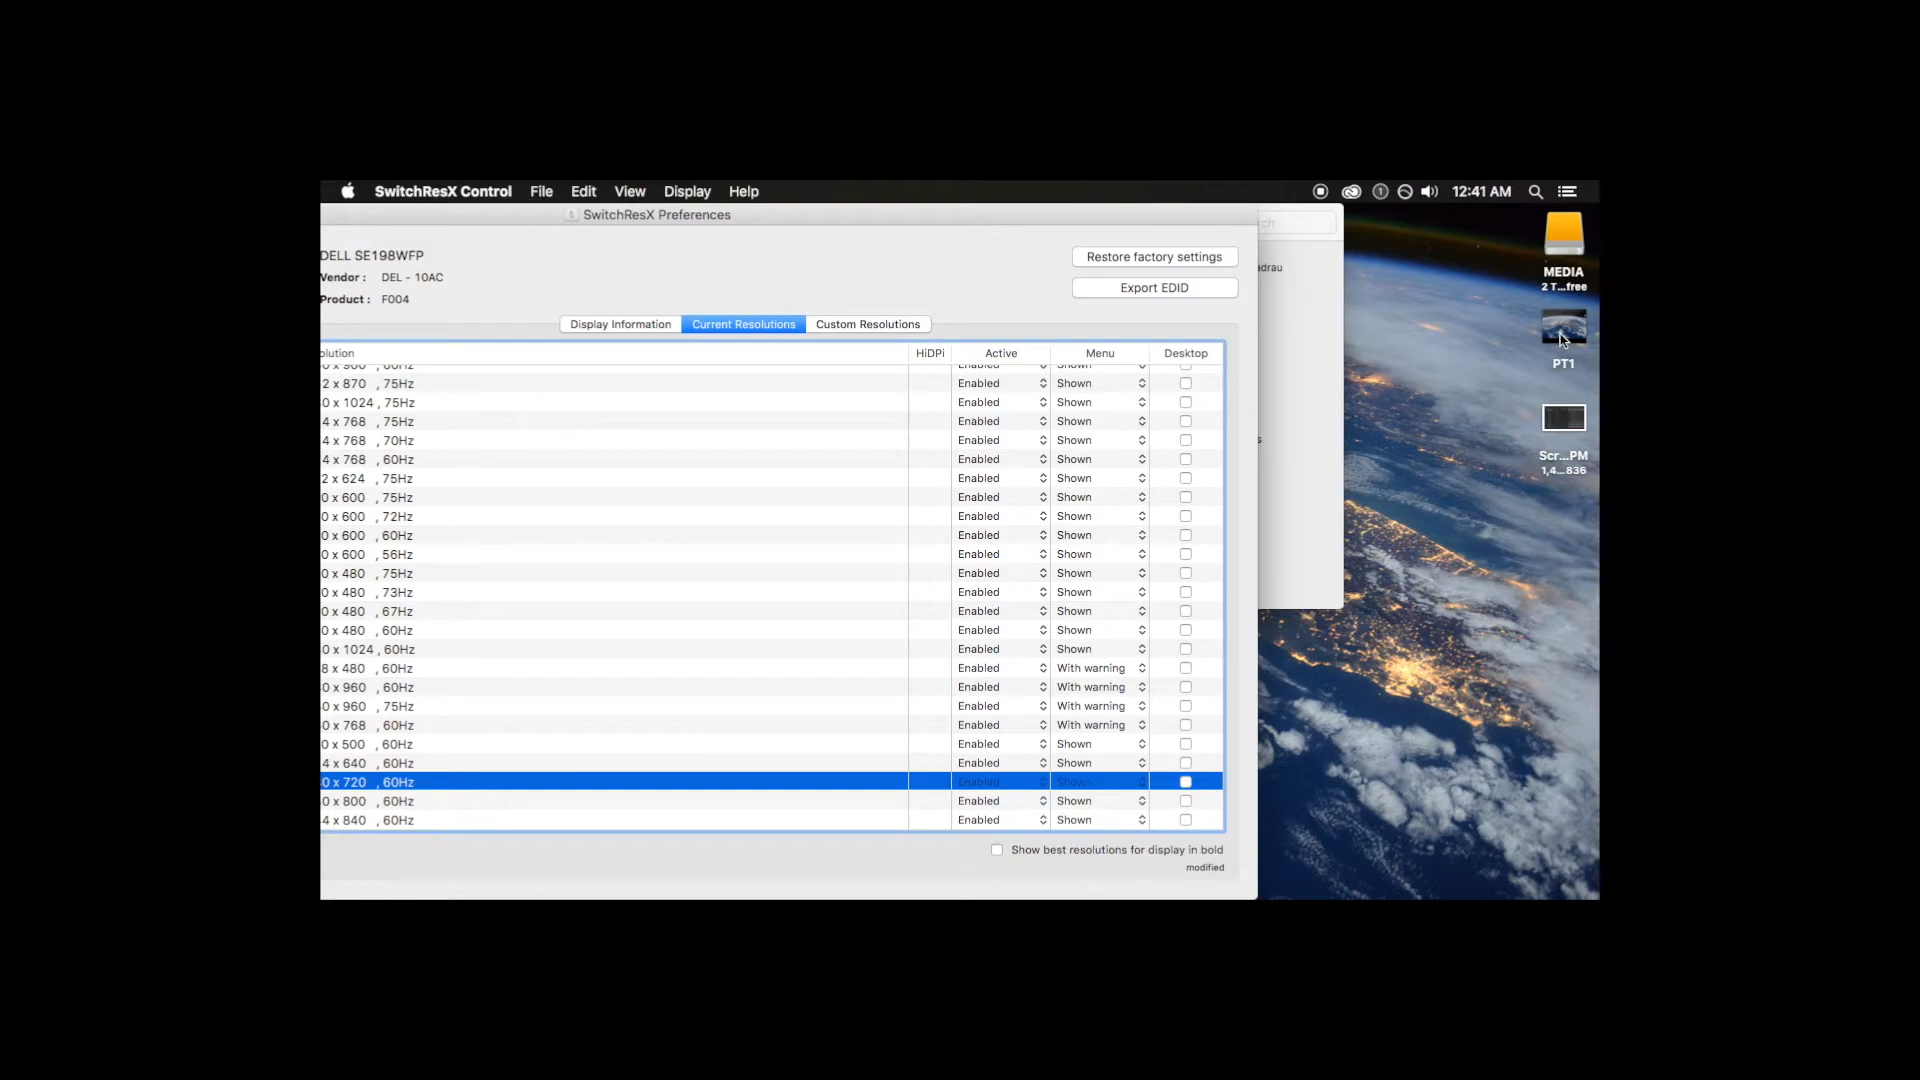 SwitchResX Control File Edit View Display Help 12:41 AM
SwitchResX Preferences
DELL SE198WFP
Vendor : DEL - 10AC
Product : F004
Restore factory settings
Export EDID
rch
adrau
s
Display Information Current Resolutions Custom Resolutions
olution HiDPi Active Menu Desktop
0 x 900 , 60Hz Enabled Shown
2 x 870 , 75Hz Enabled Shown
0 x 1024 , 75Hz Enabled Shown
4 x 768 , 75Hz Enabled Shown
4 x 768 , 70Hz Enabled Shown
4 x 768 , 60Hz Enabled Shown
2 x 624 , 75Hz Enabled Shown
0 x 600 , 75Hz Enabled Shown
0 x 600 , 72Hz Enabled Shown
0 x 600 , 60Hz Enabled Shown
0 x 600 , 56Hz Enabled Shown
0 x 480 , 75Hz Enabled Shown
0 x 480 , 73Hz Enabled Shown
0 x 480 , 67Hz Enabled Shown
0 x 480 , 60Hz Enabled Shown
0 x 1024 , 60Hz Enabled Shown
8 x 480 , 60Hz Enabled With warning
0 x 960 , 60Hz Enabled With warning
0 x 960 , 75Hz Enabled With warning
0 x 768 , 60Hz Enabled With warning
0 x 500 , 60Hz Enabled Shown
4 x 640 , 60Hz Enabled Shown
0 x 720 , 60Hz Enabled Shown
0 x 800 , 60Hz Enabled Shown
4 x 840 , 60Hz Enabled Shown
Show best resolutions for display in bold
modified
MEDIA
2 T...free
PT1
Scr...PM
1,4...836